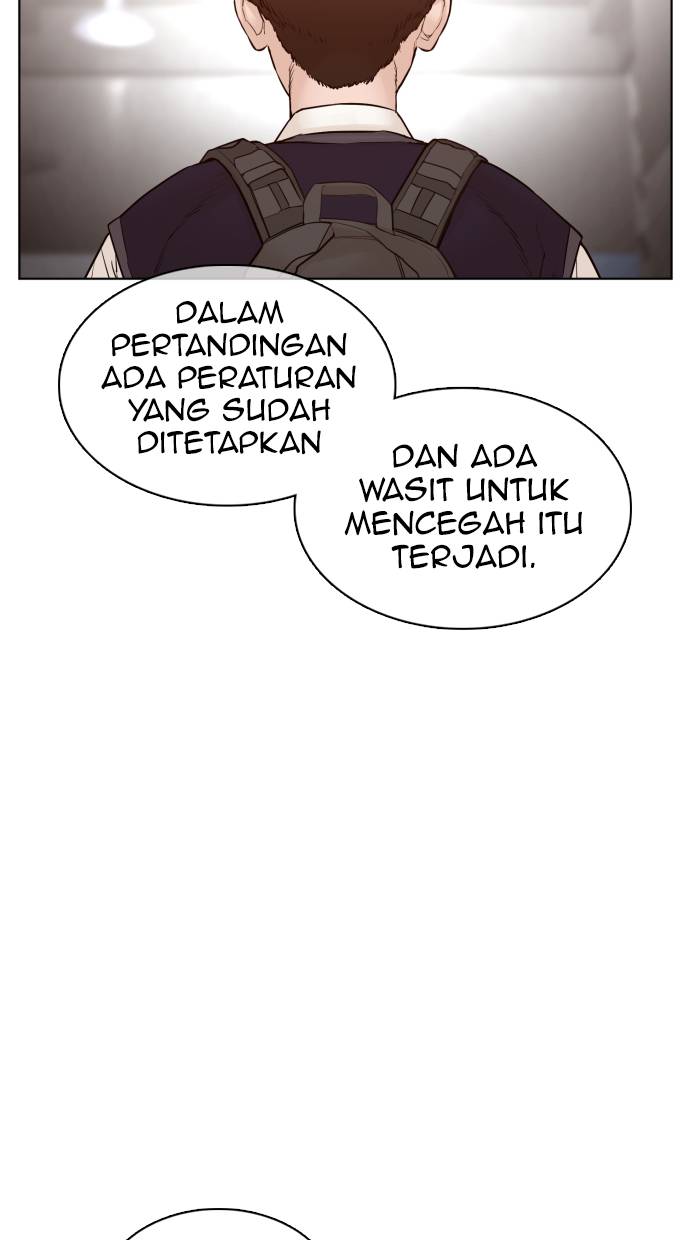 DALAM
PERTANDINGAN
ADA PERATURAN
YANG SUDAH
DITETAPKAN
DAN ADA
WASIT UNTUK
MENCEGAH ITU
TERJADI.